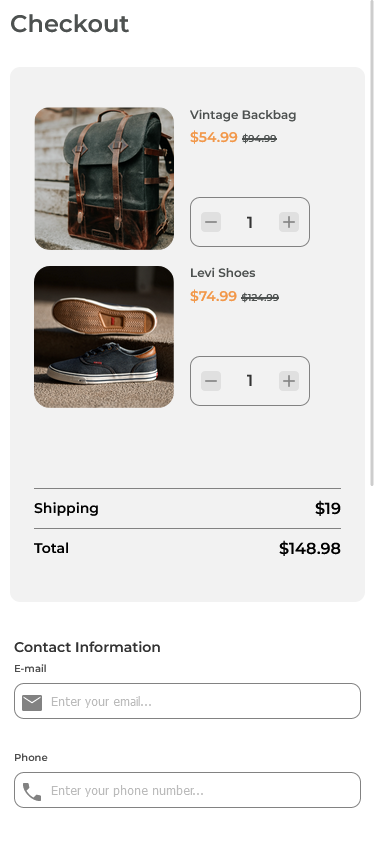 Checkout
Vintage Backbag
$54.99 $94.99
1
Levi Shoes
$74.99 $124.99
1
Shipping $19
Total $148.98
Contact Information
E-mail
Enter your email...
Phone
Enter your phone number...